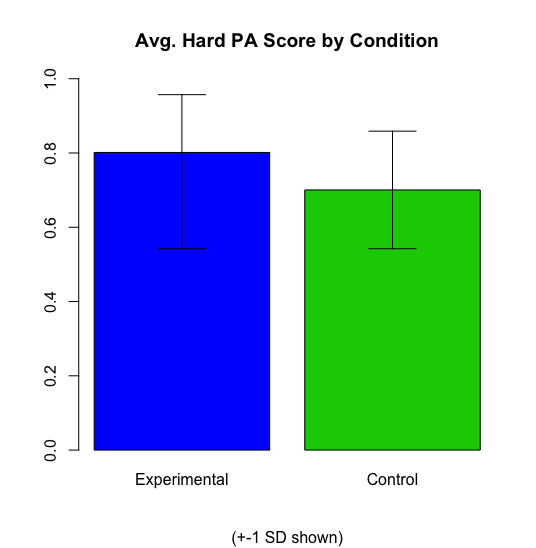 Avg. Hard PA Score by Condition
1.0
0.8
0.6
0.4
0.2
0.0
Experimental Control
(+-1 SD shown)